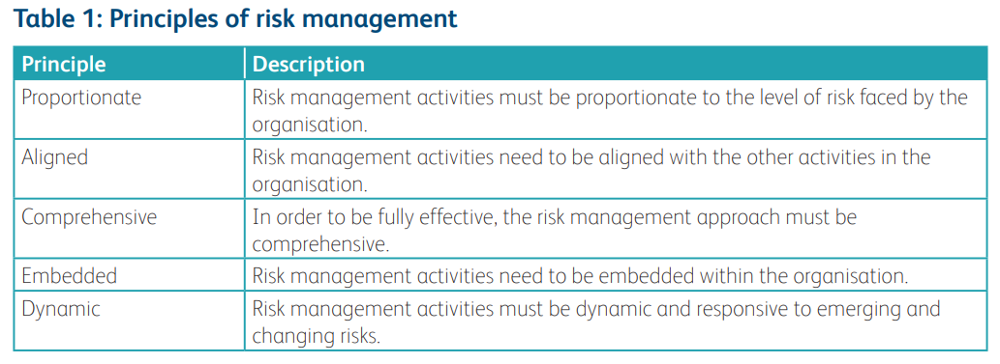 Table 1: Principles of risk management
Principle Description
Proportionate Risk management activities must be proportionate to the level of risk faced by the
organisation.
Aligned Risk management activities need to be aligned with the other activities in the
organisation.
Comprehensive In order to be fully effective, the risk management approach must be
comprehensive.
Embedded Risk management activities need to be embedded within the organisation.
Dynamic Risk management activities must be dynamic and responsive to emerging and
changing risks.